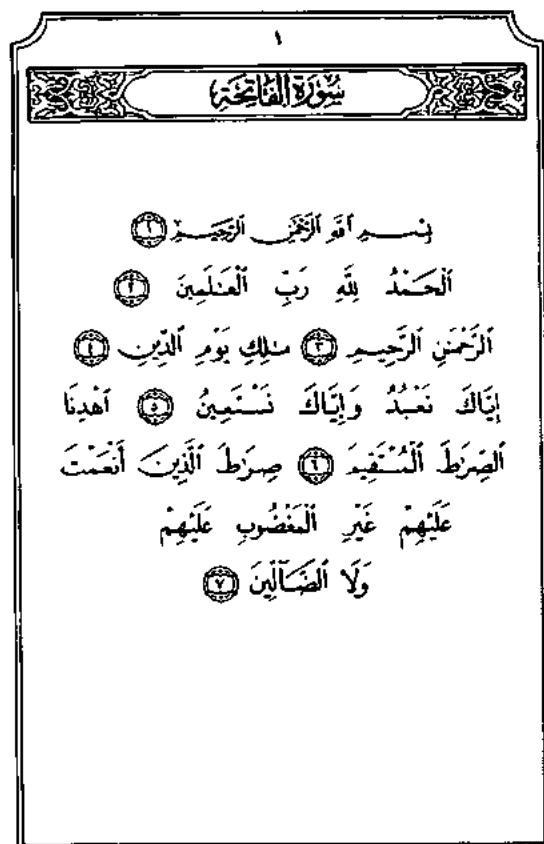 ١
سُورَةُ الفَاتِحَةِ
بِسْمِ ٱللَّهِ ٱلرَّحْمَٰنِ ٱلرَّحِيمِ ١
ٱلْحَمْدُ لِلَّهِ رَبِّ ٱلْعَٰلَمِينَ ٢
ٱلرَّحْمَٰنِ ٱلرَّحِيمِ ٣ مَٰلِكِ يَوْمِ ٱلدِّينِ ٤
إِيَّاكَ نَعْبُدُ وَإِيَّاكَ نَسْتَعِينُ ٥ ٱهْدِنَا
ٱلصِّرَٰطَ ٱلْمُسْتَقِيمَ ٦ صِرَٰطَ ٱلَّذِينَ أَنْعَمْتَ
عَلَيْهِمْ غَيْرِ ٱلْمَغْضُوبِ عَلَيْهِمْ
وَلَا ٱلضَّآلِّينَ ٧